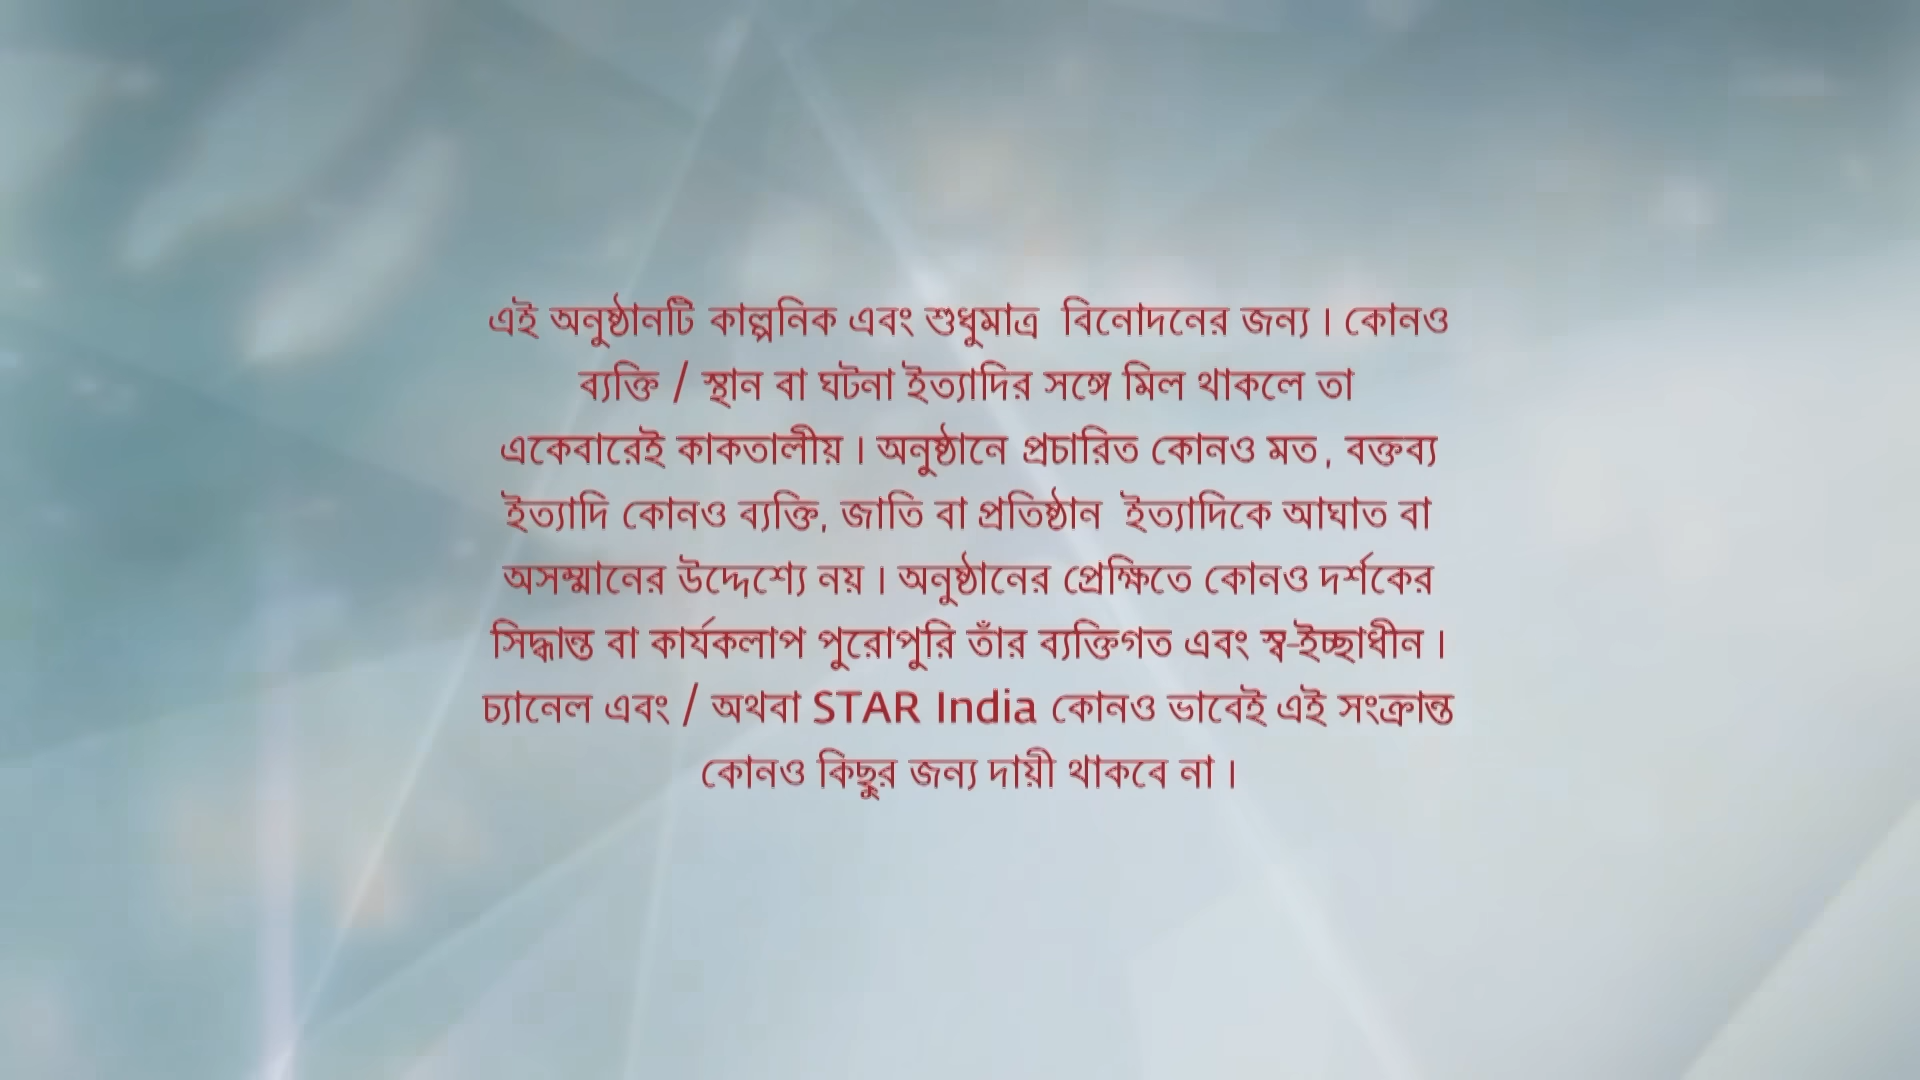 এই অনুষ্ঠানটি কাল্পনিক এবং শুধুমাত্র বিনোদনের জন্য । কোনও
ব্যক্তি / স্থান বা ঘটনা ইত্যাদির সঙ্গে মিল থাকলে তা
একেবারেই কাকতালীয় । অনুষ্ঠানে প্রচারিত কোনও মত , বক্তব্য
ইত্যাদি কোনও ব্যক্তি, জাতি বা প্রতিষ্ঠান ইত্যাদিকে আঘাত বা
অসম্মানের উদ্দেশ্যে নয় । অনুষ্ঠানের প্রেক্ষিতে কোনও দর্শকের
সিদ্ধান্ত বা কার্যকলাপ পুরোপুরি তাঁর ব্যক্তিগত এবং স্ব-ইচ্ছাধীন ।
চ্যানেল এবং / অথবা STAR India কোনও ভাবেই এই সংক্রান্ত
কোনও কিছুর জন্য দায়ী থাকবে না ।